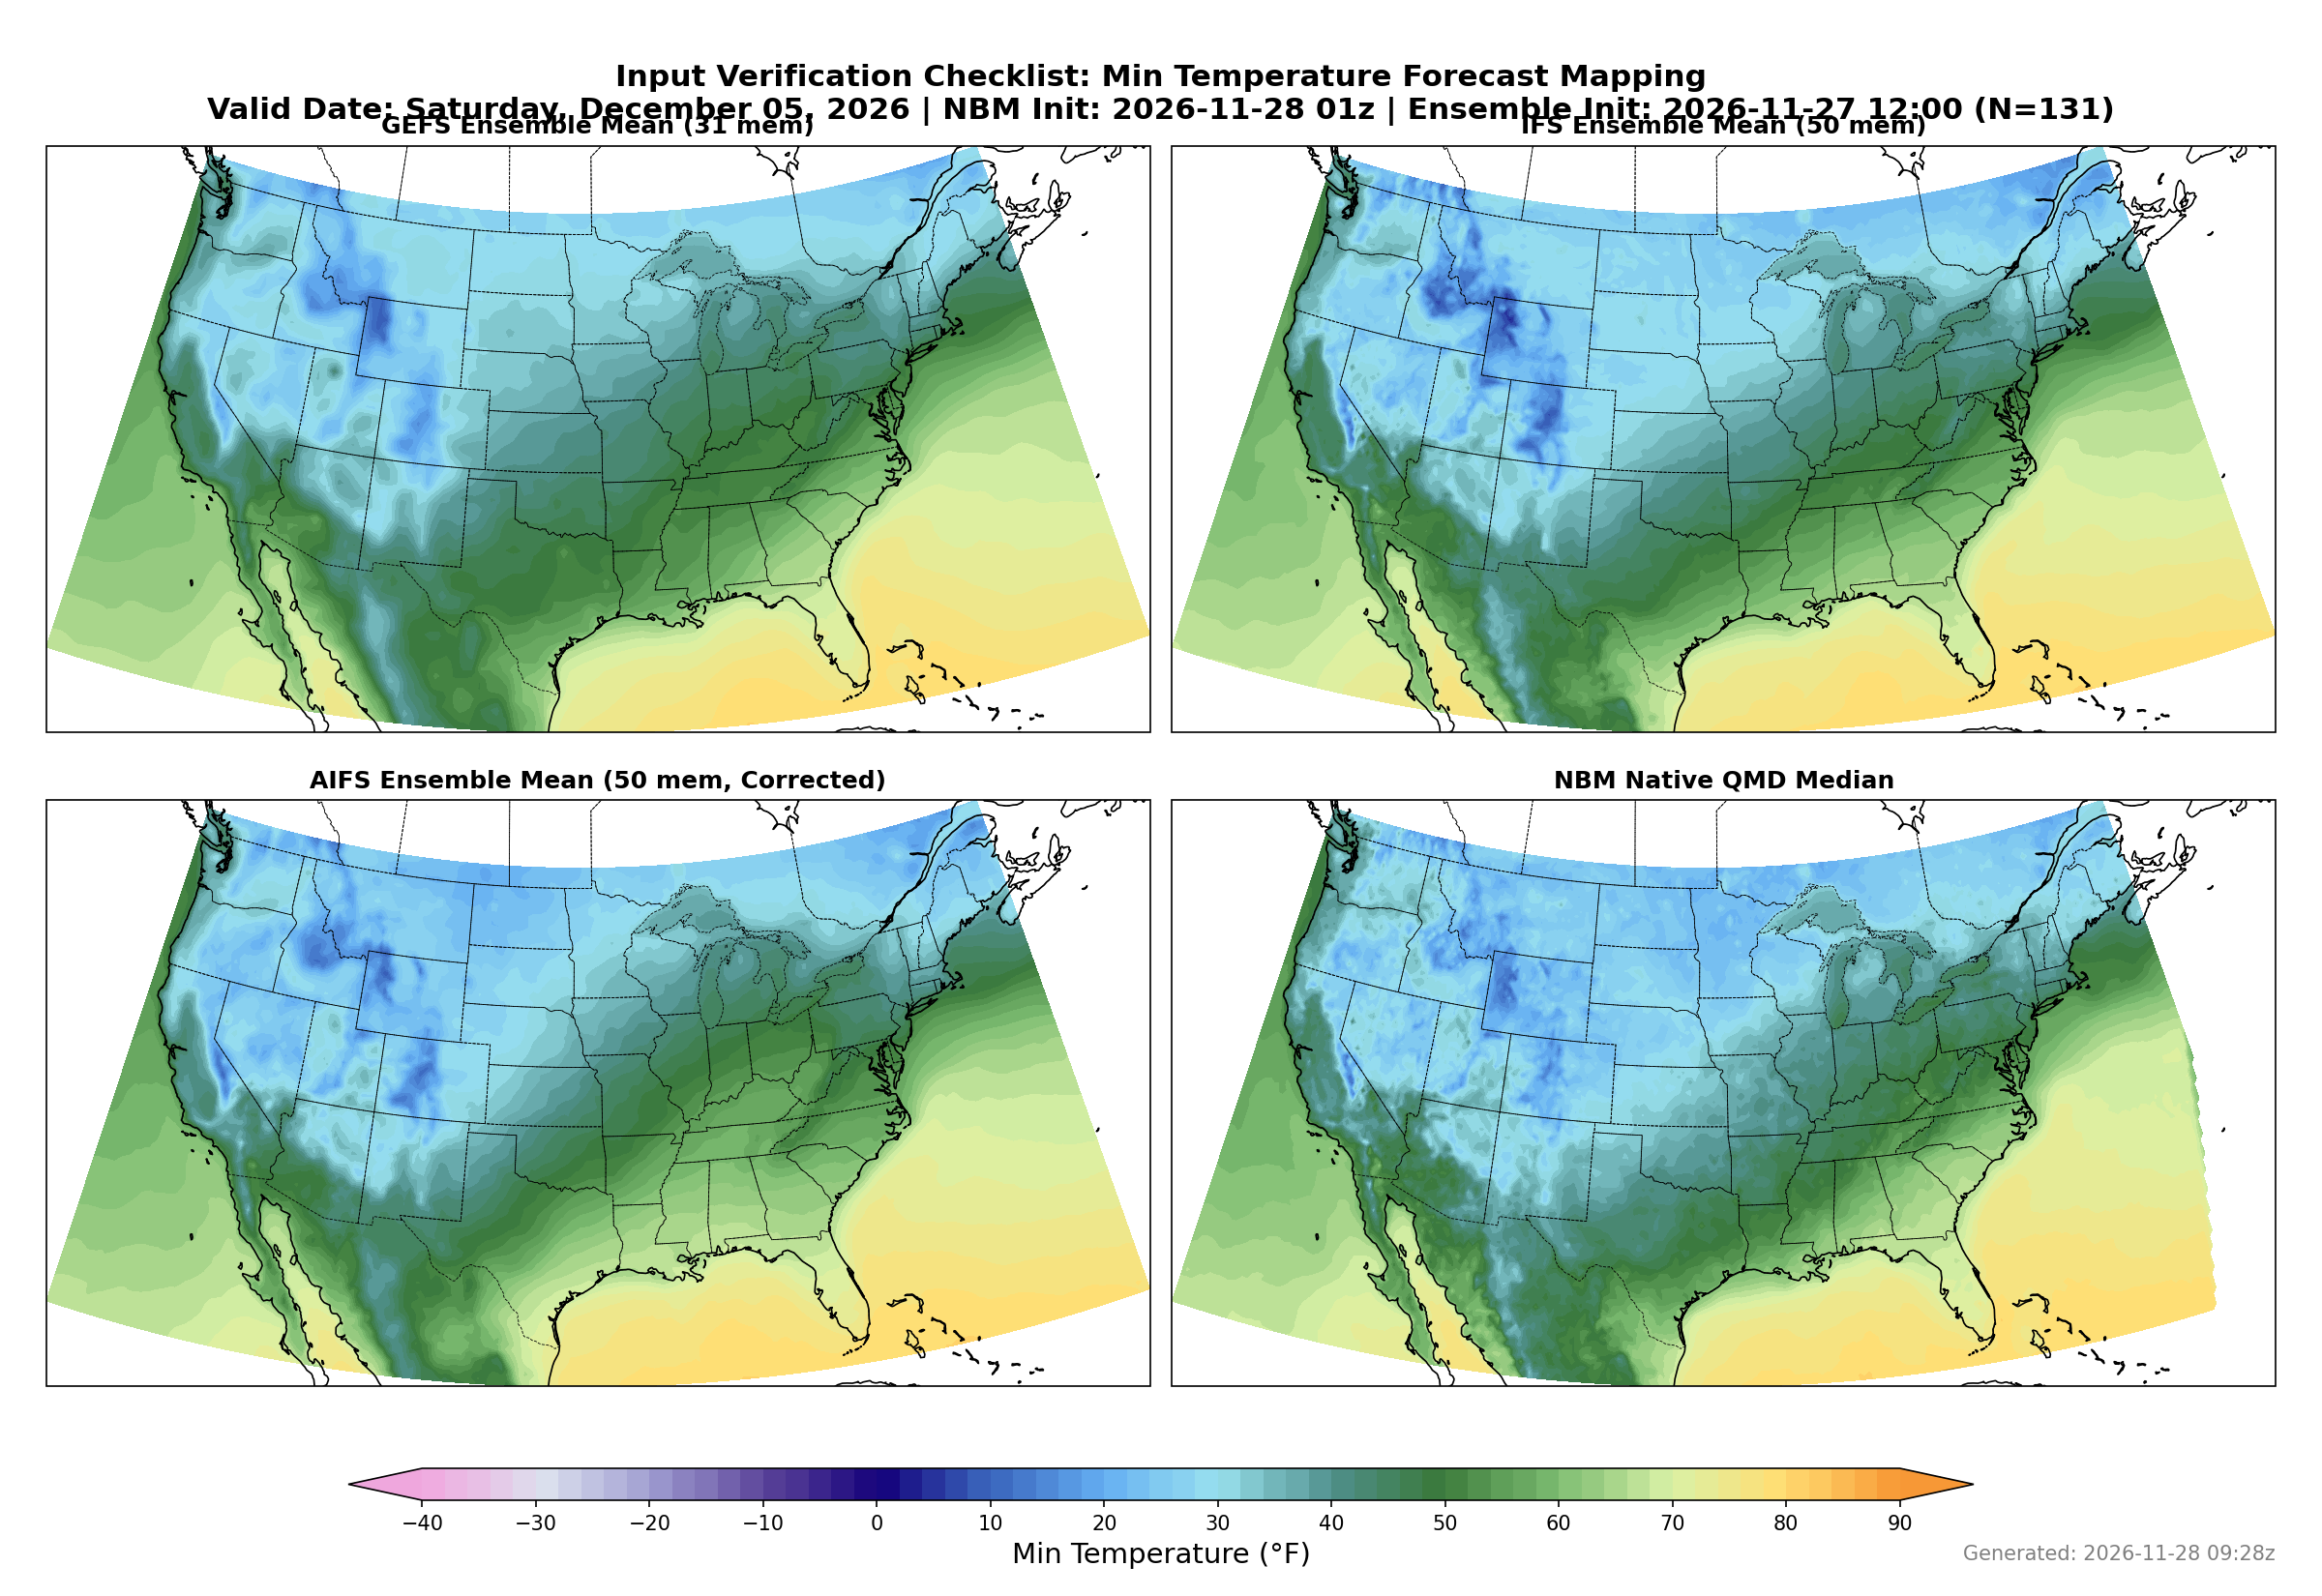 Input Verification Checklist: Min Temperature Forecast Mapping
Valid Date: Saturday, December 05, 2026 | NBM Init: 2026-11-28 01z | Ensemble Init: 2026-11-27 12:00 (N=131)
GEFS Ensemble Mean (31 mem)
IFS Ensemble Mean (50 mem)
AIFS Ensemble Mean (50 mem, Corrected)
NBM Native QMD Median
−40 −30 −20 −10 0 10 20 30 40 50 60 70 80 90
Min Temperature (°F)
Generated: 2026-11-28 09:28z